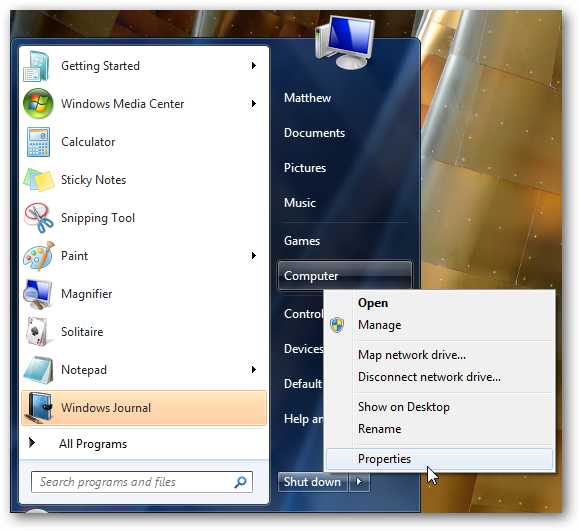 Getting Started
Windows Media Center
Calculator
Sticky Notes
Snipping Tool
Paint
Magnifier
Solitaire
Notepad
Windows Journal
All Programs
Search programs and files
Matthew
Documents
Pictures
Music
Games
Computer
Contro
Devices
Default
Help an
Shut down
Open
Manage
Map network drive...
Disconnect network drive...
Show on Desktop
Rename
Properties